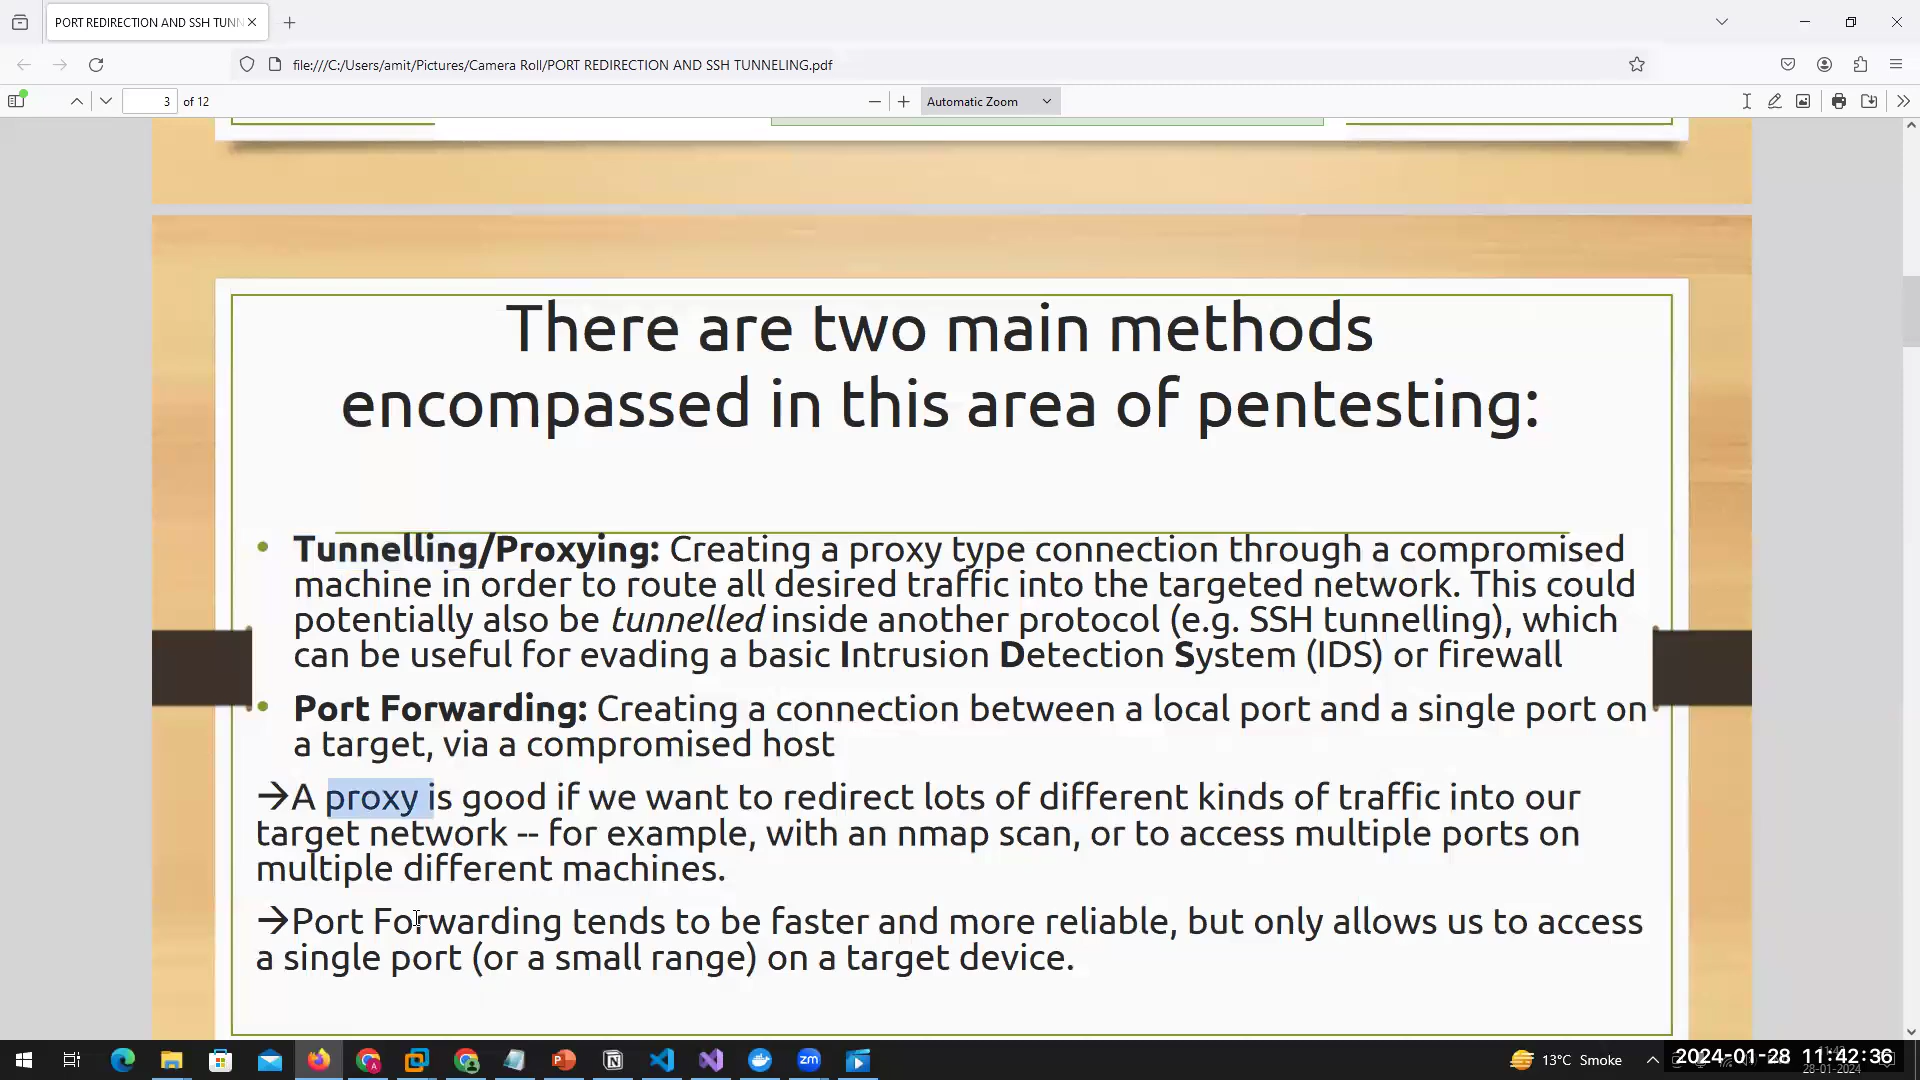 PORT REDIRECTION AND SSH TUNN
file:///C:/Users/amit/Pictures/Camera Roll/PORT REDIRECTION AND SSH TUNNELING.pdf
3 of 12
Automatic Zoom
There are two main methods
encompassed in this area of pentesting:
• Tunnelling/Proxying: Creating a proxy type connection through a compromised
machine in order to route all desired traffic into the targeted network. This could
potentially also be tunnelled inside another protocol (e.g. SSH tunnelling), which
can be useful for evading a basic Intrusion Detection System (IDS) or firewall
• Port Forwarding: Creating a connection between a local port and a single port on
a target, via a compromised host
→A proxy is good if we want to redirect lots of different kinds of traffic into our
target network -- for example, with an nmap scan, or to access multiple ports on
multiple different machines.
→Port Forwarding tends to be faster and more reliable, but only allows us to access
a single port (or a small range) on a target device.
zm
13°C Smoke
2024-01-28 11:42:36
28-01-2024